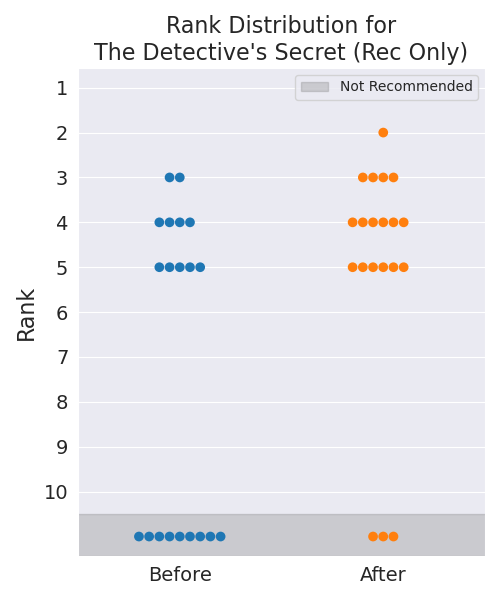 Rank Distribution for
The Detective's Secret (Rec Only)
Not Recommended
1
2
3
4
5
6
7
8
9
10
Rank
Before
After